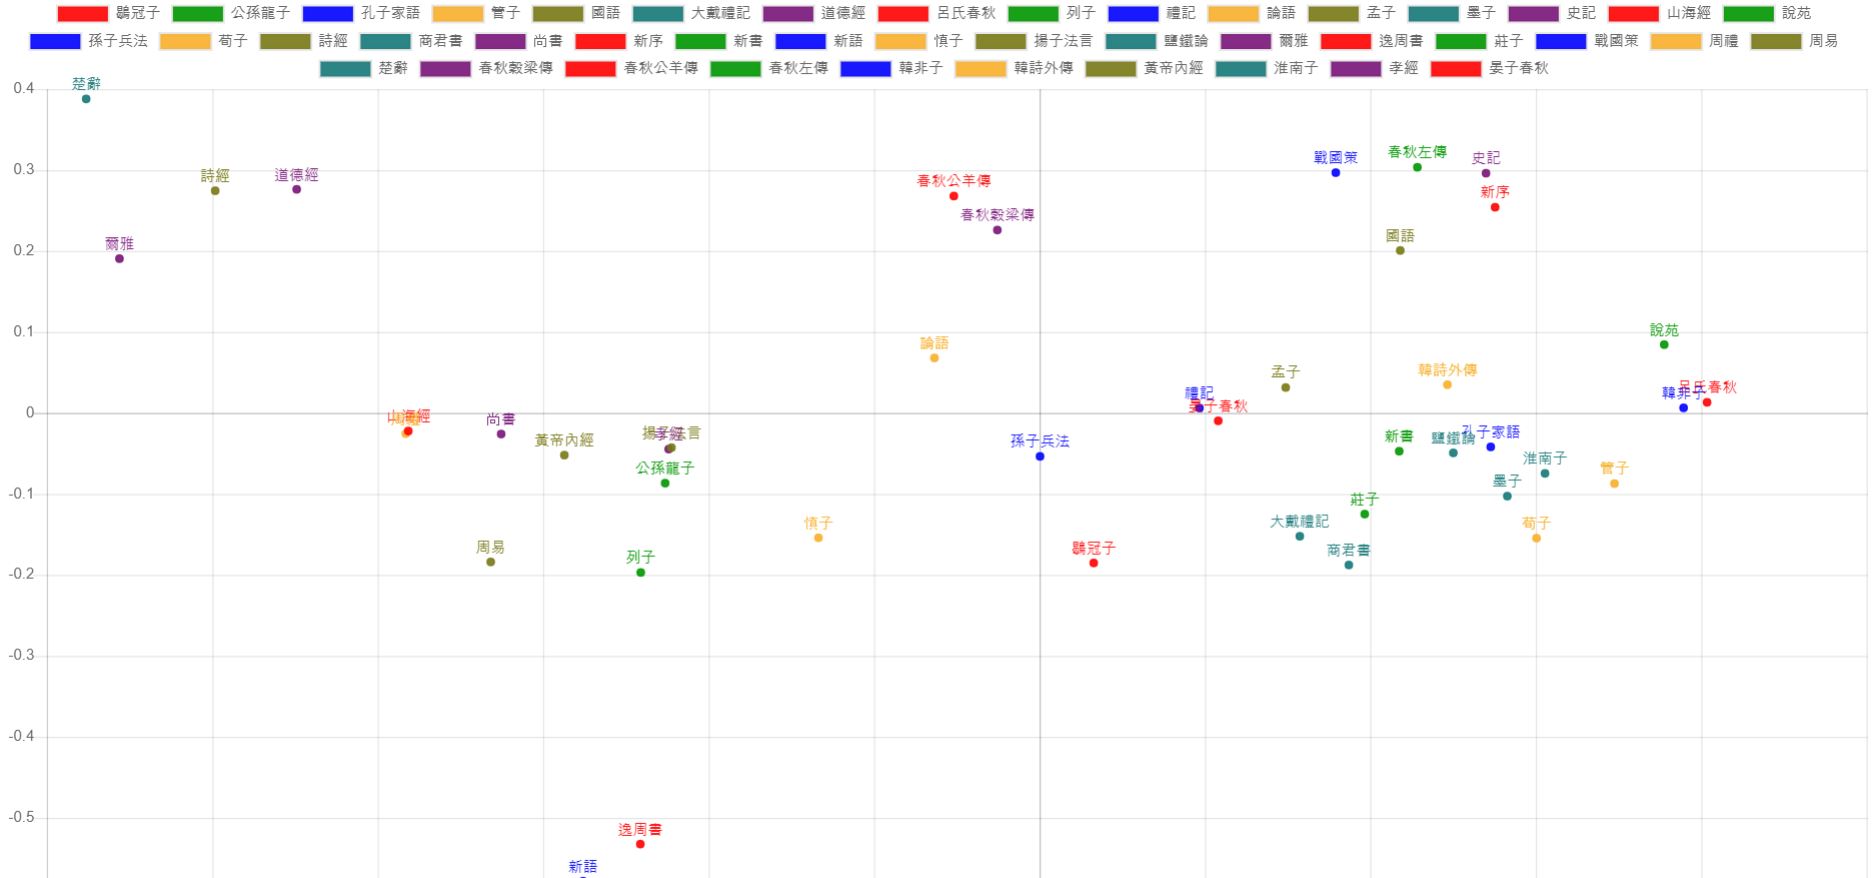 鶡冠子 公孫龍子 孔子家語 管子 國語 大戴禮記 道德經 呂氏春秋 列子 禮記 論語 孟子 墨子 史記 山海經 說苑
孫子兵法 荀子 詩經 商君書 尚書 新序 新書 新語 慎子 揚子法言 鹽鐵論 爾雅 逸周書 莊子 戰國策 周禮 周易
楚辭 春秋穀梁傳 春秋公羊傳 春秋左傳 韓非子 韓詩外傳 黃帝內經 淮南子 孝經 晏子春秋
0.4
楚辭
戰國策 春秋左傳 史記
0.3
詩經 道德經 春秋公羊傳 新序
春秋穀梁傳
爾雅 國語
0.2
0.1
說苑
論語
孟子 韓詩外傳
禮記 韓非子 呂氏春秋
晏子春秋
0
山海經 周禮 尚書
黃帝內經 揚子法言 孝經 孫子兵法 新書 鹽鐵論 孔子家語
公孫龍子 淮南子 管子
墨子
-0.1
莊子
慎子 大戴禮記 荀子
周易 鶡冠子 商君書
列子
-0.2
-0.3
-0.4
-0.5
逸周書
新語